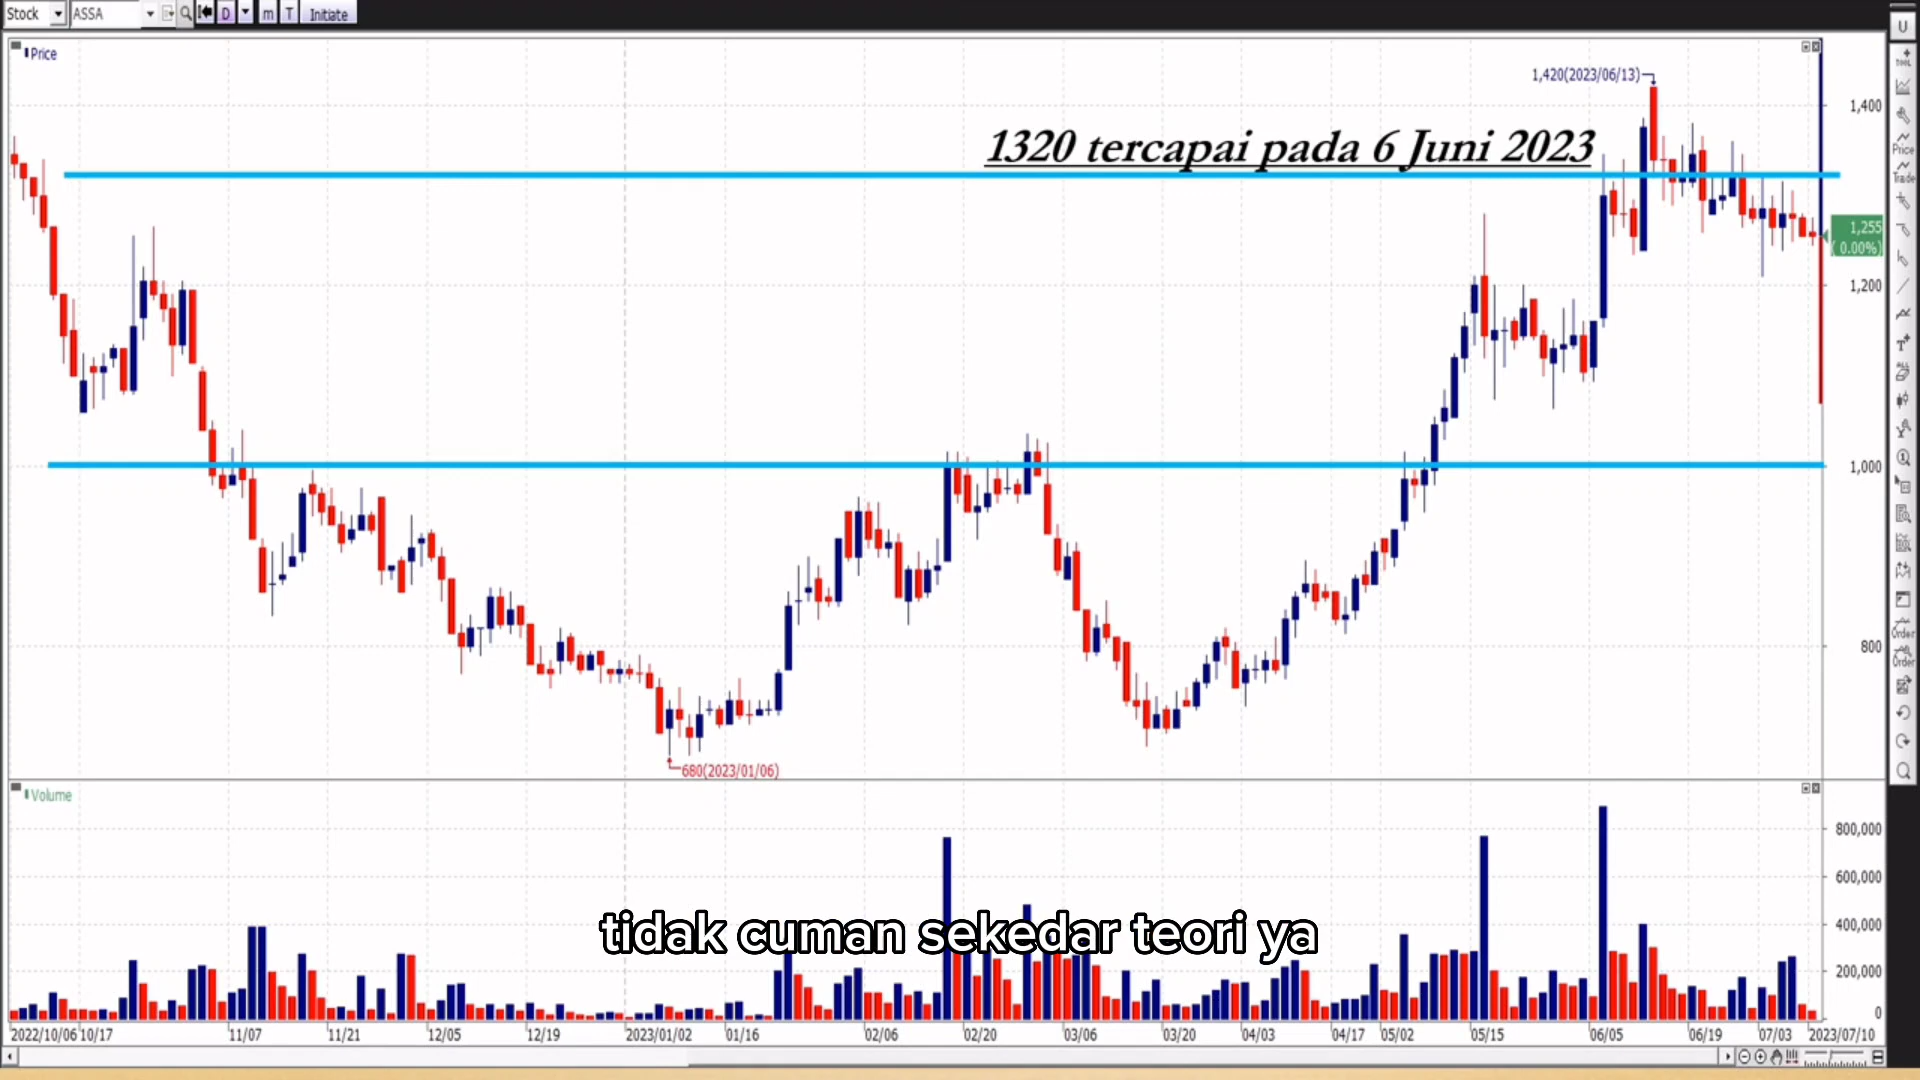 Stock ASSA D m T Initiate
U
Price
1,420(2023/06/13)
1,400
1320 tercapai pada 6 Juni 2023
1,255
( 0.00%)
1,200
1,000
800
680(2023/01/06)
Volume
800,000
600,000
400,000
200,000
0
tidak cuman sekedar teori ya
2022/10/06 10/17 11/07 11/21 12/05 12/19 2023/01/02 01/16 02/06 02/20 03/06 03/20 04/03 04/17 05/02 05/15 06/05 06/19 07/03 2023/07/10
Price
Trade
Order
Order